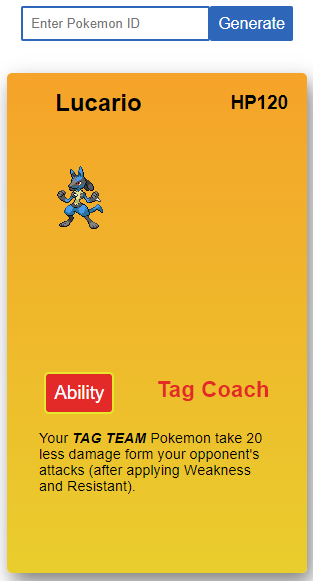 Enter Pokemon ID Generate
Lucario HP120
Ability Tag Coach
Your TAG TEAM Pokemon take 20
less damage form your opponent's
attacks (after applying Weakness
and Resistant).